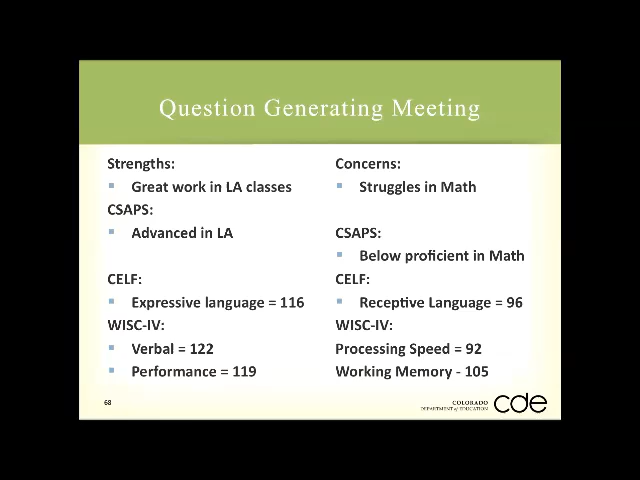 Question Generating Meeting
Strengths:
Great work in LA classes
CSAPS:
Advanced in LA
CELF:
Expressive language = 116
WISC-IV:
Verbal = 122
Performance = 119
Concerns:
Struggles in Math
CSAPS:
Below proficient in Math
CELF:
Receptive Language = 96
WISC-IV:
Processing Speed = 92
Working Memory - 105
68
COLORADO
DEPARTMENT of EDUCATION
cde